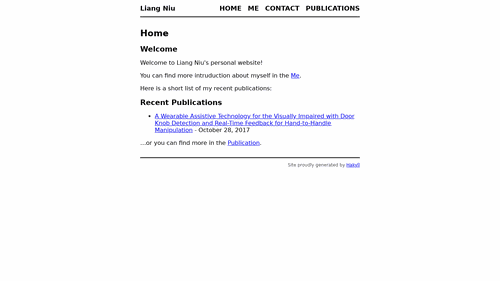 Liang Niu HOME ME CONTACT PUBLICATIONS
Home
Welcome
Welcome to Liang Niu's personal website!
You can find more intruduction about myself in the Me.
Here is a short list of my recent publications:
Recent Publications
• A Wearable Assistive Technology for the Visually Impaired with Door
Knob Detection and Real-Time Feedback for Hand-to-Handle
Manipulation - October 28, 2017
...or you can find more in the Publication.
Site proudly generated by Hakyll